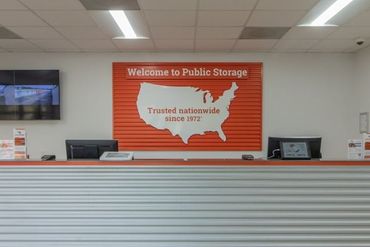 Welcome to Public Storage
Trusted nationwide
since 1972*